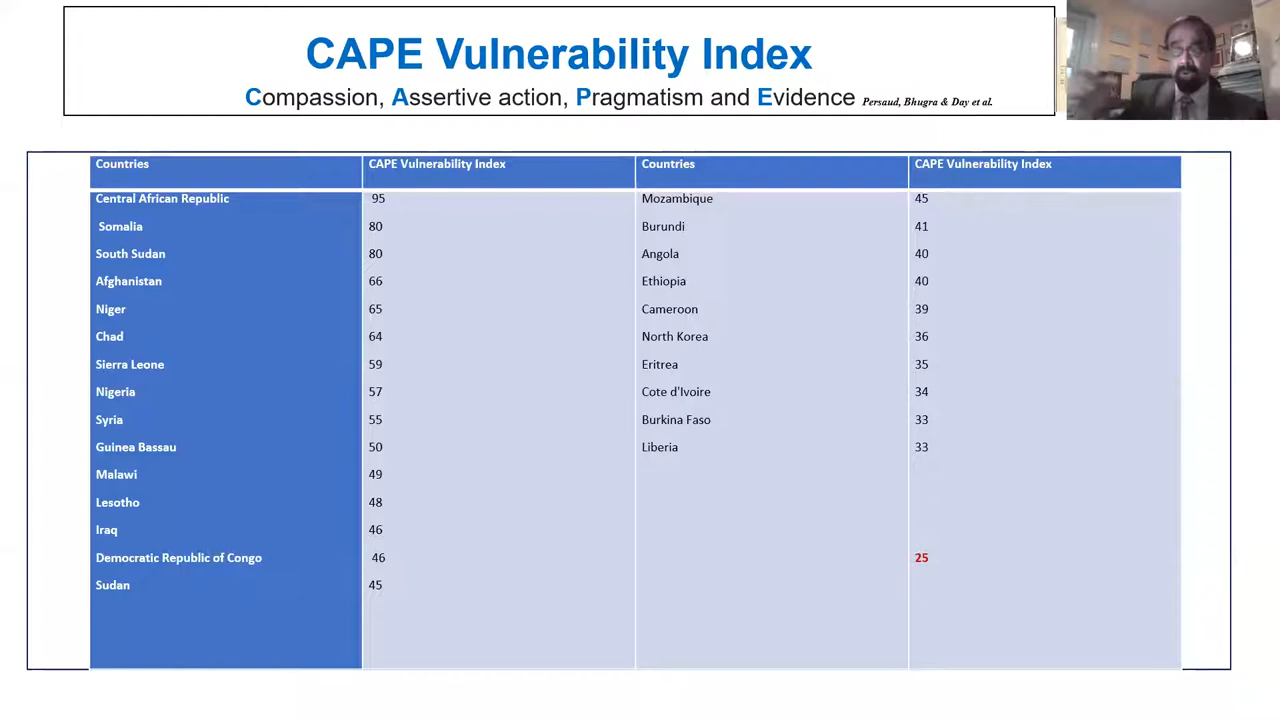 CAPE Vulnerability Index
Compassion, Assertive action, Pragmatism and Evidence Persaud, Bhugra & Day et al.
Countries CAPE Vulnerability Index Countries CAPE Vulnerability Index
Central African Republic 95 Mozambique 45
Somalia 80 Burundi 41
South Sudan 80 Angola 40
Afghanistan 66 Ethiopia 40
Niger 65 Cameroon 39
Chad 64 North Korea 36
Sierra Leone 59 Eritrea 35
Nigeria 57 Cote d'Ivoire 34
Syria 55 Burkina Faso 33
Guinea Bassau 50 Liberia 33
Malawi 49
Lesotho 48
Iraq 46
Democratic Republic of Congo 46 25
Sudan 45